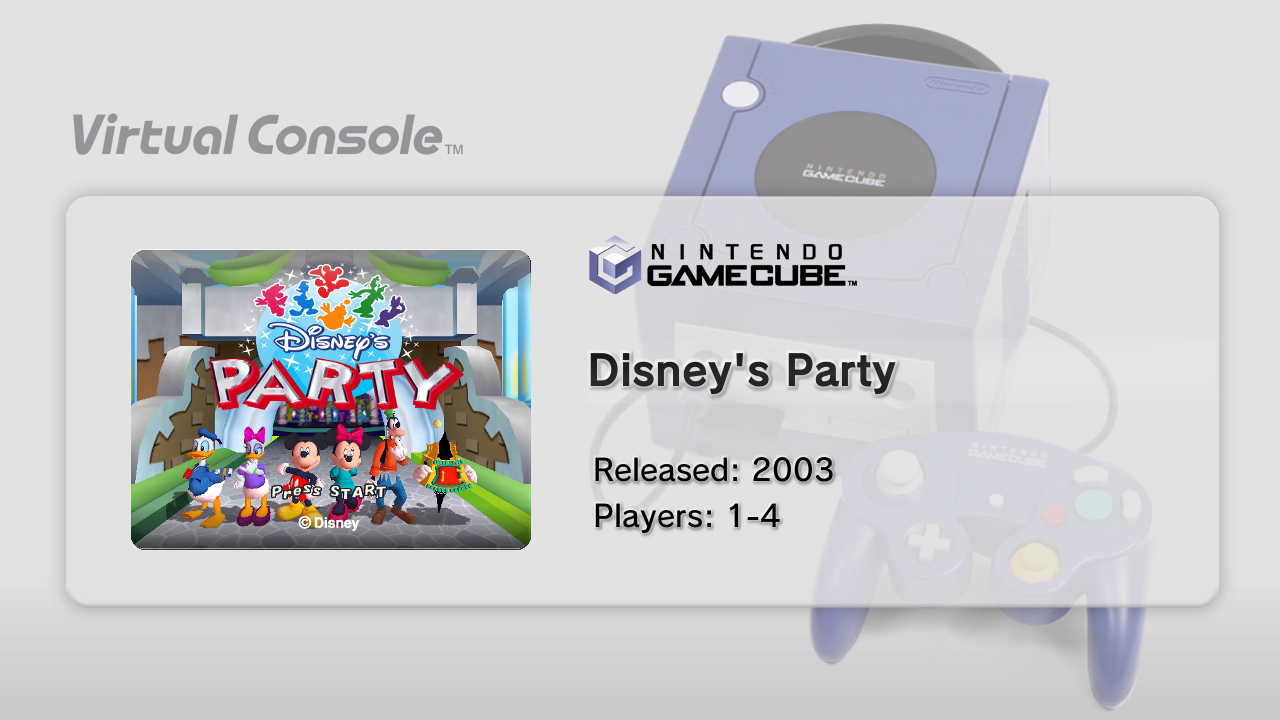 Nintendo
Virtual Console™
NINTENDO
GAMECUBE
NINTENDO
GAMECUBE™
DISNEY'S
PARTY
PRESS START
© Disney
Disney's Party
Released: 2003
Players: 1-4
NINTENDO
GAMECUBE